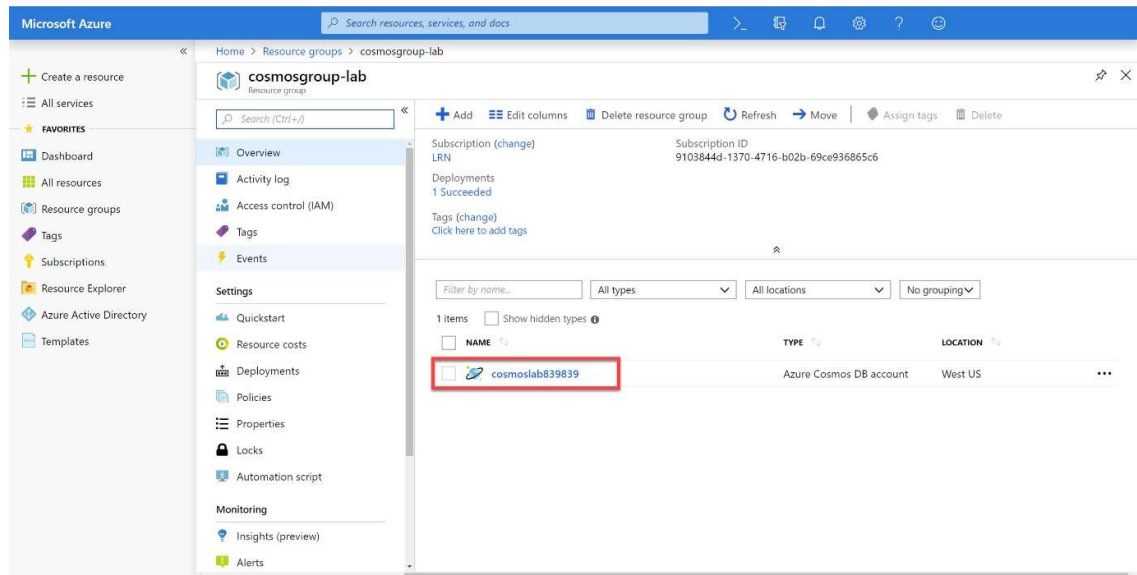 Microsoft Azure
Search resources, services, and docs
Home > Resource groups > cosmosgroup-lab
Create a resource
All services
FAVORITES
Dashboard
All resources
Resource groups
Tags
Subscriptions
Resource Explorer
Azure Active Directory
Templates
cosmosgroup-lab
Resource group
Search (Ctrl+/)
Overview
Activity log
Access control (IAM)
Tags
Events
Settings
Quickstart
Resource costs
Deployments
Policies
Properties
Locks
Automation script
Monitoring
Insights (preview)
Alerts
Add Edit columns Delete resource group Refresh Move Assign tags Delete
Subscription (change)
LRN
Subscription ID
9103844d-1370-4716-b02b-69ce936865c6
Deployments
1 Succeeded
Tags (change)
Click here to add tags
Filter by name... All types All locations No grouping
1 items Show hidden types
NAME TYPE LOCATION
cosmoslab839839 Azure Cosmos DB account West US